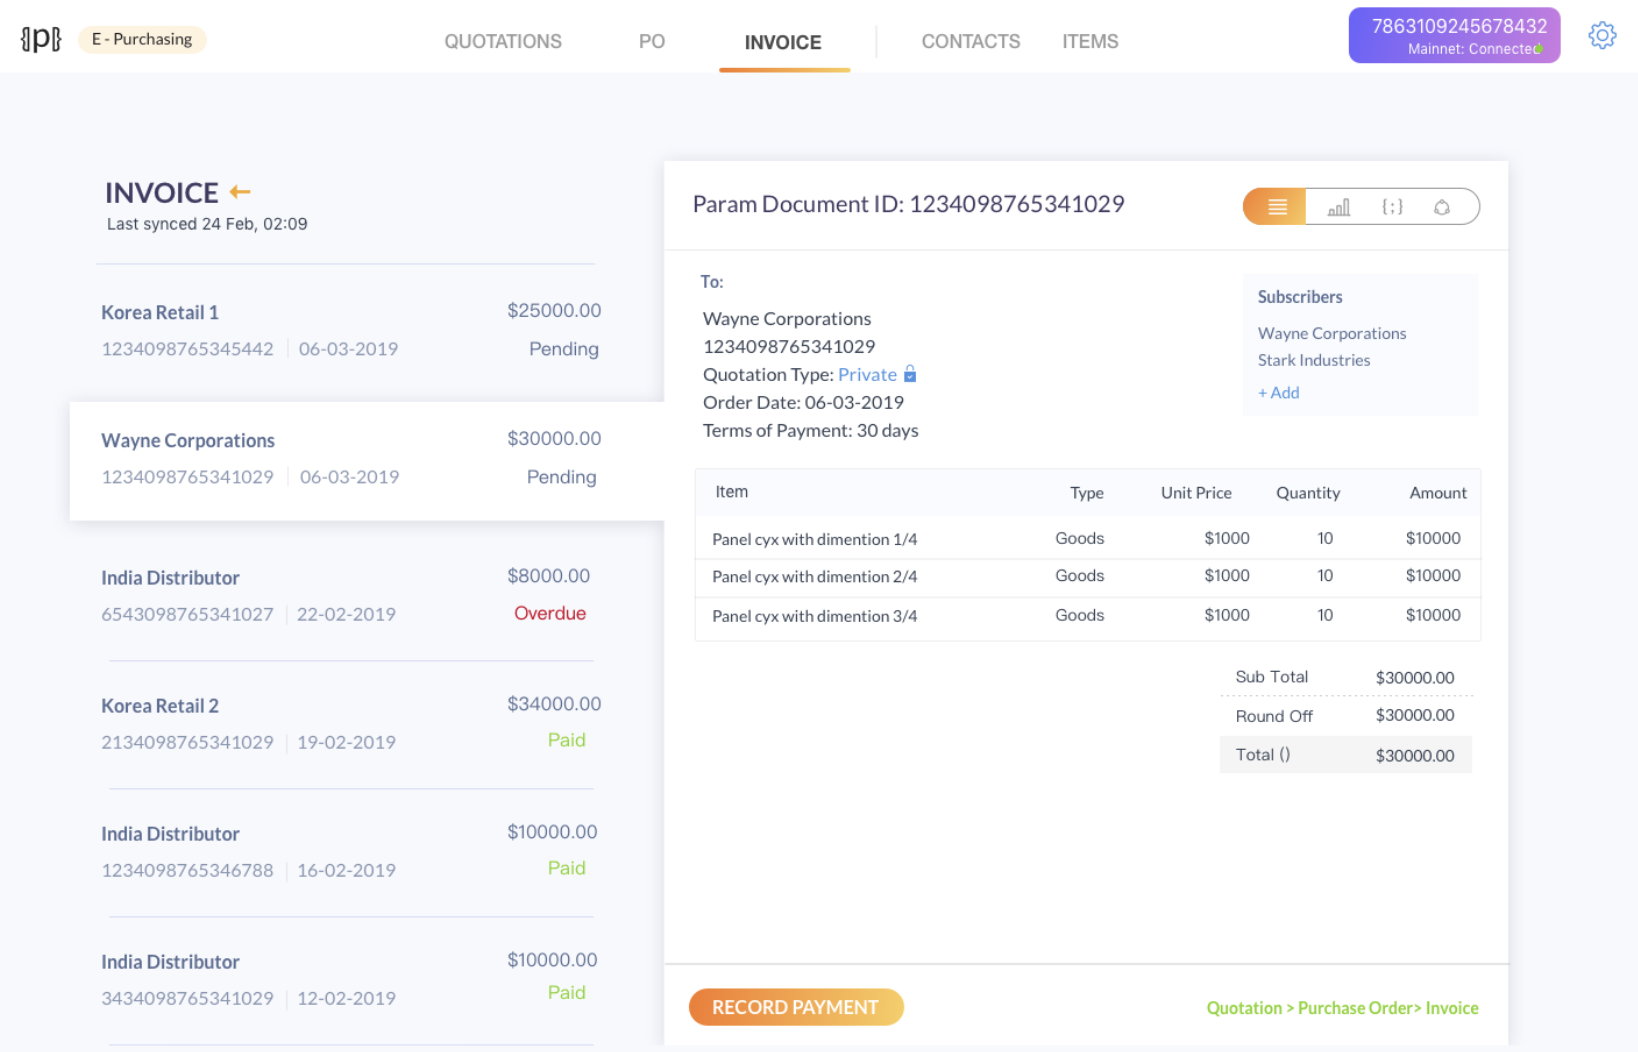 {p} E - Purchasing QUOTATIONS PO INVOICE CONTACTS ITEMS 7863109245678432
Mainnet: Connected
INVOICE ←
Last synced 24 Feb, 02:09
Korea Retail 1 $25000.00
1234098765345442 06-03-2019 Pending
Wayne Corporations $30000.00
1234098765341029 06-03-2019 Pending
India Distributor $8000.00
6543098765341027 22-02-2019 Overdue
Korea Retail 2 $34000.00
2134098765341029 19-02-2019 Paid
India Distributor $10000.00
1234098765346788 16-02-2019 Paid
India Distributor $10000.00
3434098765341029 12-02-2019 Paid
Param Document ID: 1234098765341029
{;}
To:
Wayne Corporations
1234098765341029
Quotation Type: Private
Order Date: 06-03-2019
Terms of Payment: 30 days
Subscribers
Wayne Corporations
Stark Industries
+ Add
Item Type Unit Price Quantity Amount
Panel cyx with dimention 1/4 Goods $1000 10 $10000
Panel cyx with dimention 2/4 Goods $1000 10 $10000
Panel cyx with dimention 3/4 Goods $1000 10 $10000
Sub Total $30000.00
Round Off $30000.00
Total () $30000.00
RECORD PAYMENT
Quotation > Purchase Order> Invoice